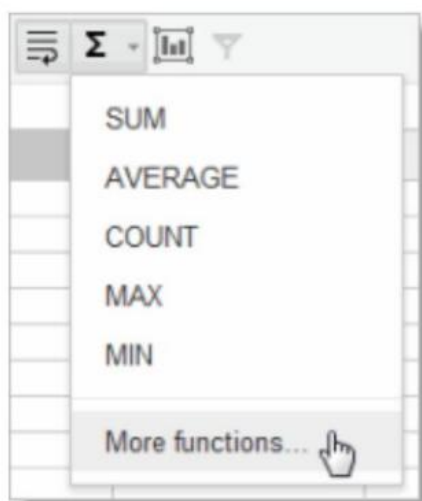 Σ
SUM
AVERAGE
COUNT
MAX
MIN
More functions...